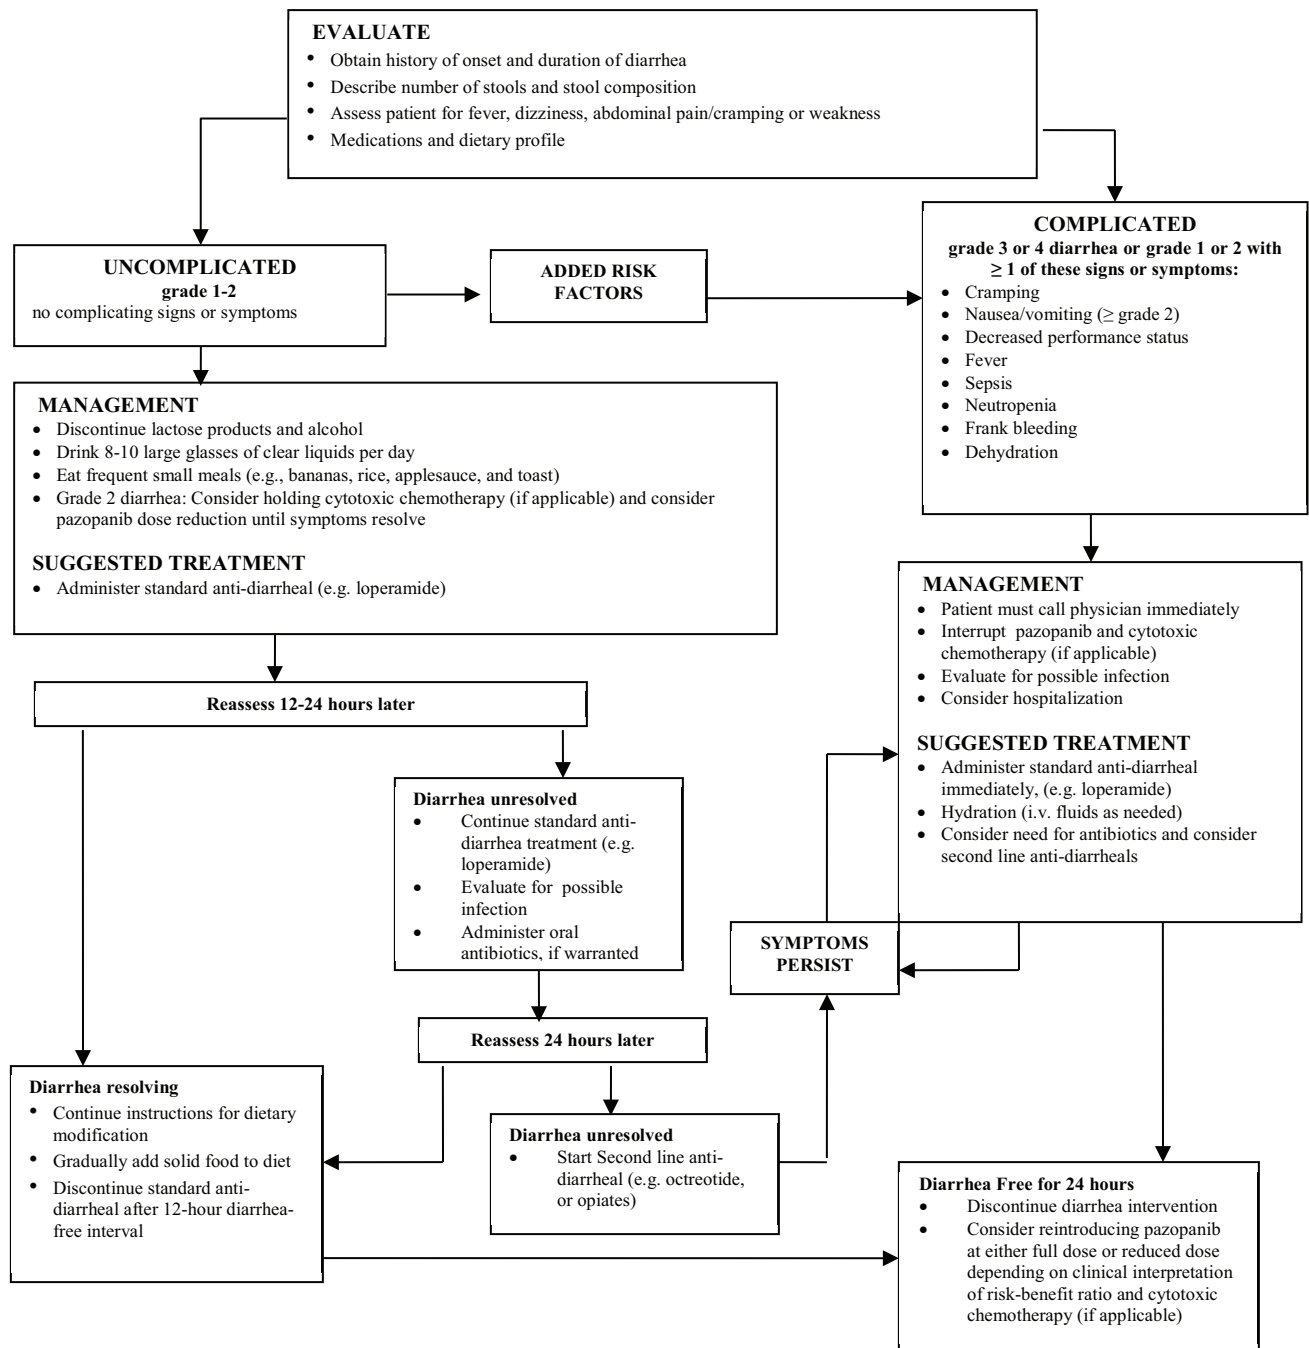 EVALUATE
• Obtain history of onset and duration of diarrhea
• Describe number of stools and stool composition
• Assess patient for fever, dizziness, abdominal pain/cramping or weakness
• Medications and dietary profile
UNCOMPLICATED
grade 1-2
no complicating signs or symptoms
ADDED RISK
FACTORS
COMPLICATED
grade 3 or 4 diarrhea or grade 1 or 2 with
≥ 1 of these signs or symptoms:
• Cramping
• Nausea/vomiting (≥ grade 2)
• Decreased performance status
• Fever
• Sepsis
• Neutropenia
• Frank bleeding
• Dehydration
MANAGEMENT
• Discontinue lactose products and alcohol
• Drink 8-10 large glasses of clear liquids per day
• Eat frequent small meals (e.g., bananas, rice, applesauce, and toast)
• Grade 2 diarrhea: Consider holding cytotoxic chemotherapy (if applicable) and consider
pazopanib dose reduction until symptoms resolve
SUGGESTED TREATMENT
• Administer standard anti-diarrheal (e.g. loperamide)
MANAGEMENT
• Patient must call physician immediately
• Interrupt pazopanib and cytotoxic
chemotherapy (if applicable)
• Evaluate for possible infection
• Consider hospitalization
SUGGESTED TREATMENT
• Administer standard anti-diarrheal
immediately, (e.g. loperamide)
• Hydration (i.v. fluids as needed)
• Consider need for antibiotics and consider
second line anti-diarrheals
Reassess 12-24 hours later
Diarrhea unresolved
• Continue standard anti-
diarrhea treatment (e.g.
loperamide)
• Evaluate for possible
infection
• Administer oral
antibiotics, if warranted
SYMPTOMS
PERSIST
Reassess 24 hours later
Diarrhea resolving
• Continue instructions for dietary
modification
• Gradually add solid food to diet
• Discontinue standard anti-
diarrheal after 12-hour diarrhea-
free interval
Diarrhea unresolved
• Start Second line anti-
diarrheal (e.g. octreotide,
or opiates)
Diarrhea Free for 24 hours
• Discontinue diarrhea intervention
• Consider reintroducing pazopanib
at either full dose or reduced dose
depending on clinical interpretation
of risk-benefit ratio and cytotoxic
chemotherapy (if applicable)